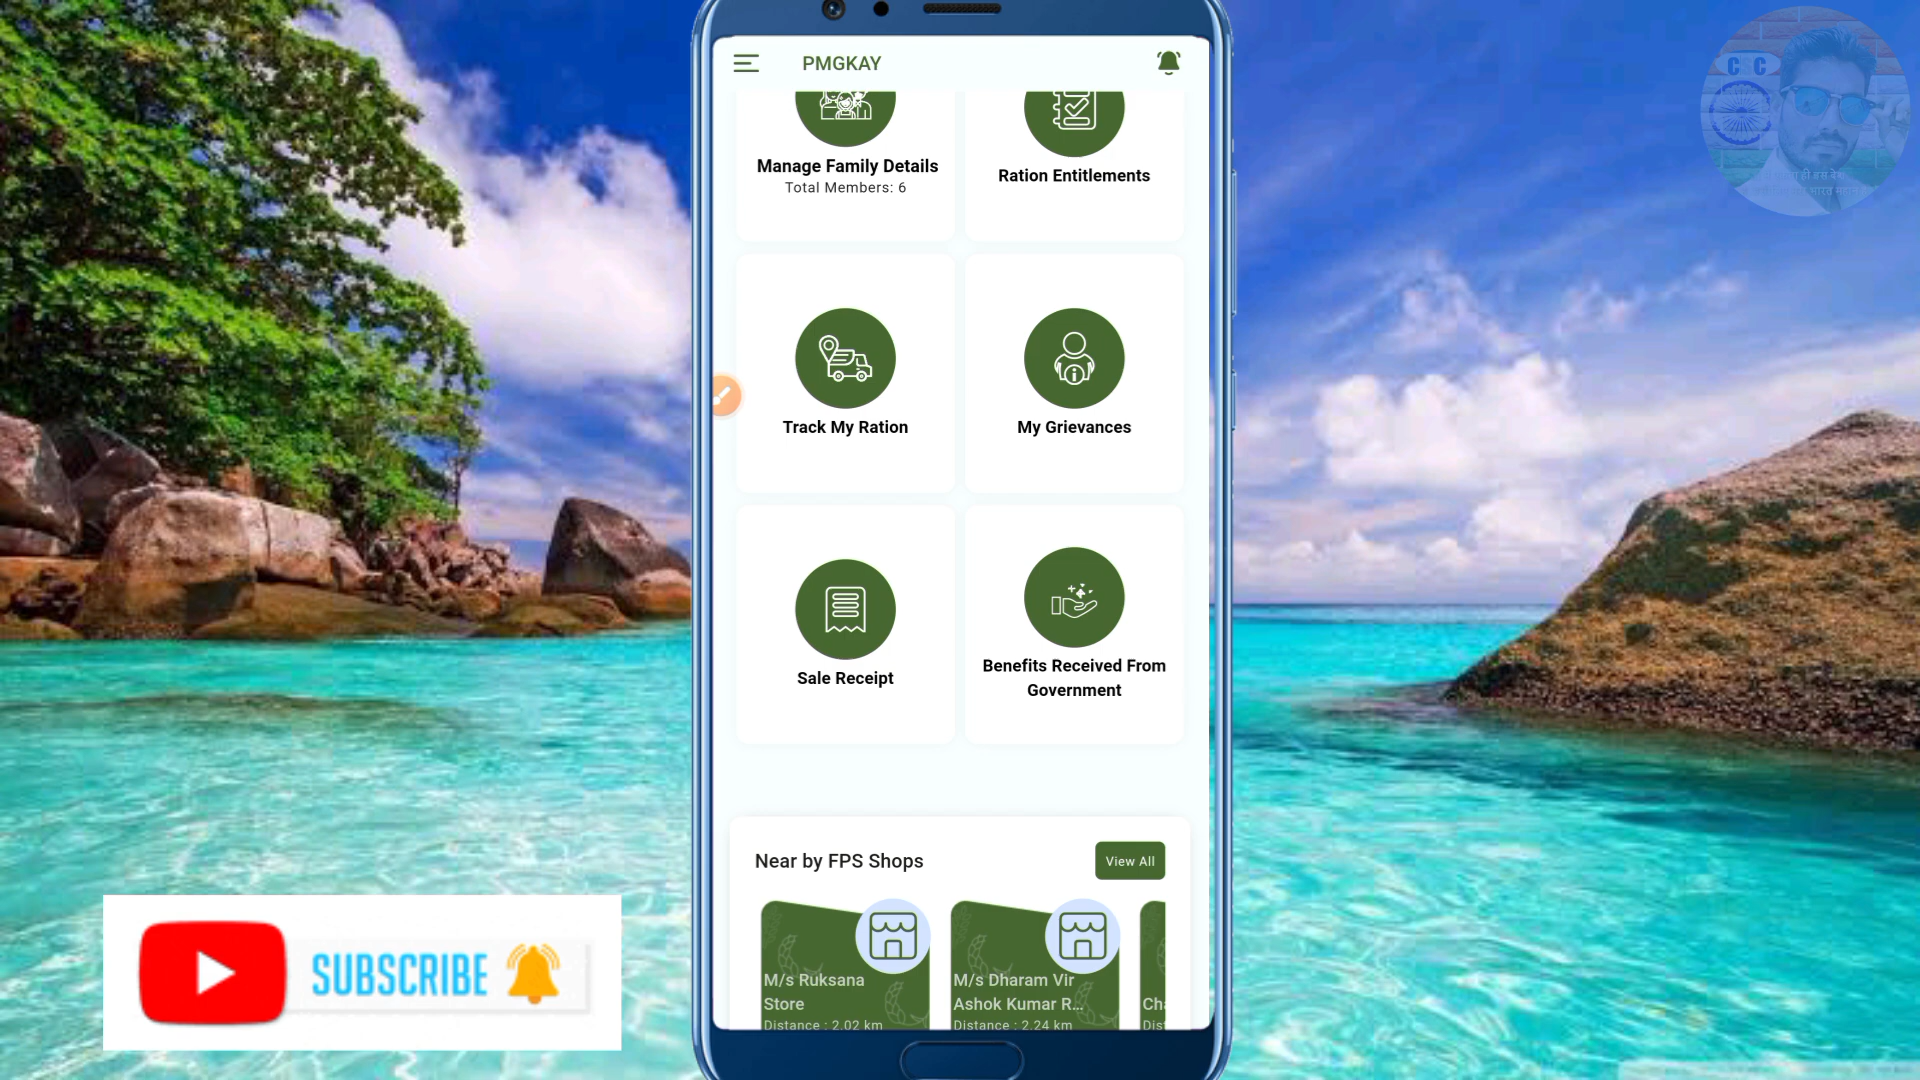 PMGKAY
Manage Family Details
Total Members: 6
Ration Entitlements
Track My Ration
My Grievances
Sale Receipt
Benefits Received From
Government
Near by FPS Shops
View All
M/s Ruksana
Store
Distance : 2.02 km
M/s Dharam Vir
Ashok Kumar R...
Distance : 2.24 km
SUBSCRIBE